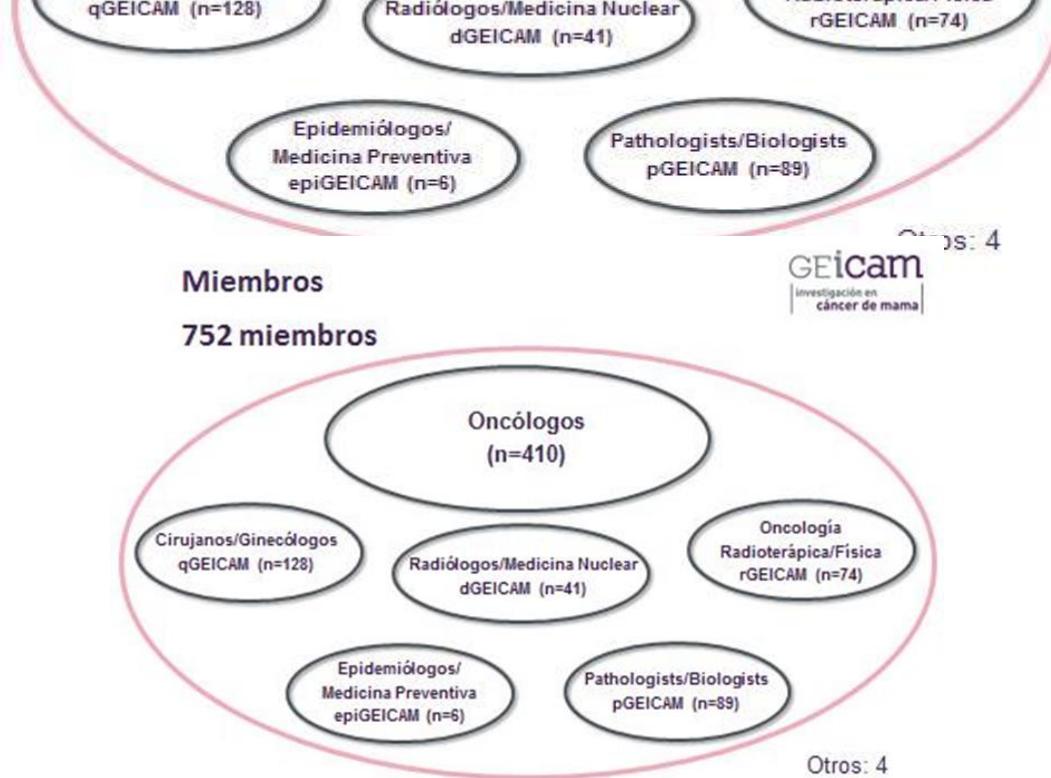 qGEICAM (n=128)
Radiólogos/Medicina Nuclear
dGEICAM (n=41)
rGEICAM (n=74)
Epidemiólogos/
Medicina Preventiva
epiGEICAM (n=6)
Pathologists/Biologists
pGEICAM (n=89)
Otros: 4
Miembros
752 miembros
GEicam
investigación en
cáncer de mama
Oncólogos
(n=410)
Cirujanos/Ginecólogos
qGEICAM (n=128)
Radiólogos/Medicina Nuclear
dGEICAM (n=41)
Oncología
Radioterápica/Física
rGEICAM (n=74)
Epidemiólogos/
Medicina Preventiva
epiGEICAM (n=6)
Pathologists/Biologists
pGEICAM (n=89)
Otros: 4